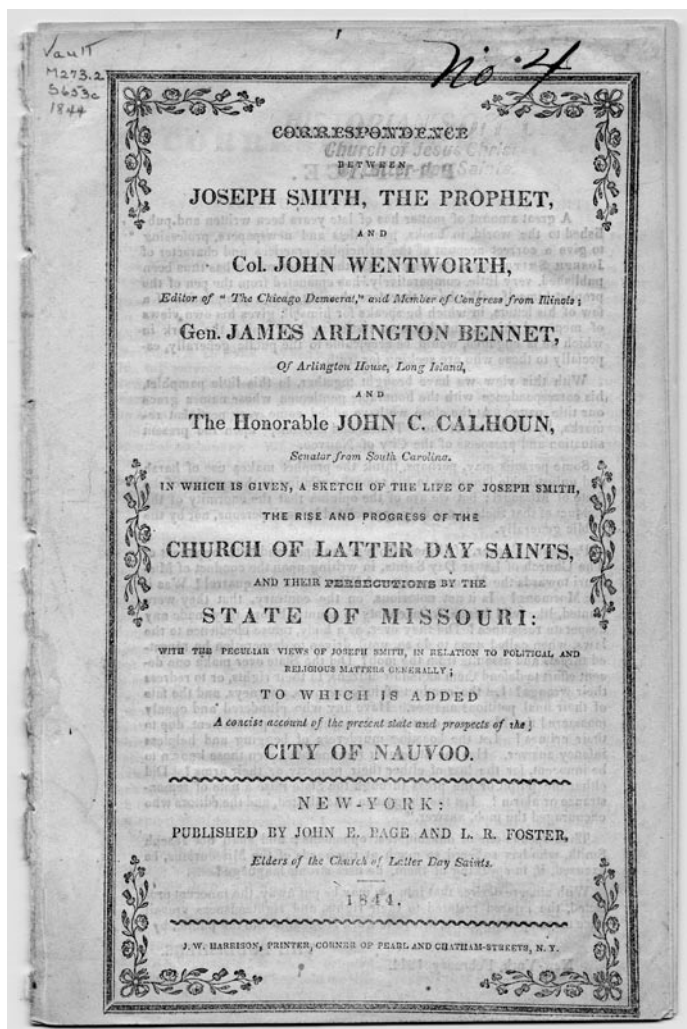 Vault
M273.2
S653c
1844
No. 4
CORRESPONDENCE
Church of Jesus Christ
BETWEEN
Saints.
JOSEPH SMITH, THE PROPHET,
AND
Col. JOHN WENTWORTH,
Editor of "The Chicago Democrat," and Member of Congress from Illinois;
Gen. JAMES ARLINGTON BENNET,
Of Arlington House, Long Island,
AND
The Honorable JOHN C. CALHOUN,
Senator from South Carolina.
IN WHICH IS GIVEN, A SKETCH OF THE LIFE OF JOSEPH SMITH,
THE RISE AND PROGRESS OF THE
CHURCH OF LATTER DAY SAINTS,
AND THEIR PERSECUTIONS BY THE
STATE OF MISSOURI:
WITH THE PECULIAR VIEWS OF JOSEPH SMITH, IN RELATION TO POLITICAL AND
RELIGIOUS MATTERS GENERALLY;
TO WHICH IS ADDED
A concise account of the present state and prospects of the;
CITY OF NAUVOO.
NEW-YORK:
PUBLISHED BY JOHN E. PAGE AND L. R. FOSTER,
Elders of the Church of Latter Day Saints.
1844.
J. W. HARRISON, PRINTER, CORNER OF PEARL AND CHATHAM-STREETS, N. Y.